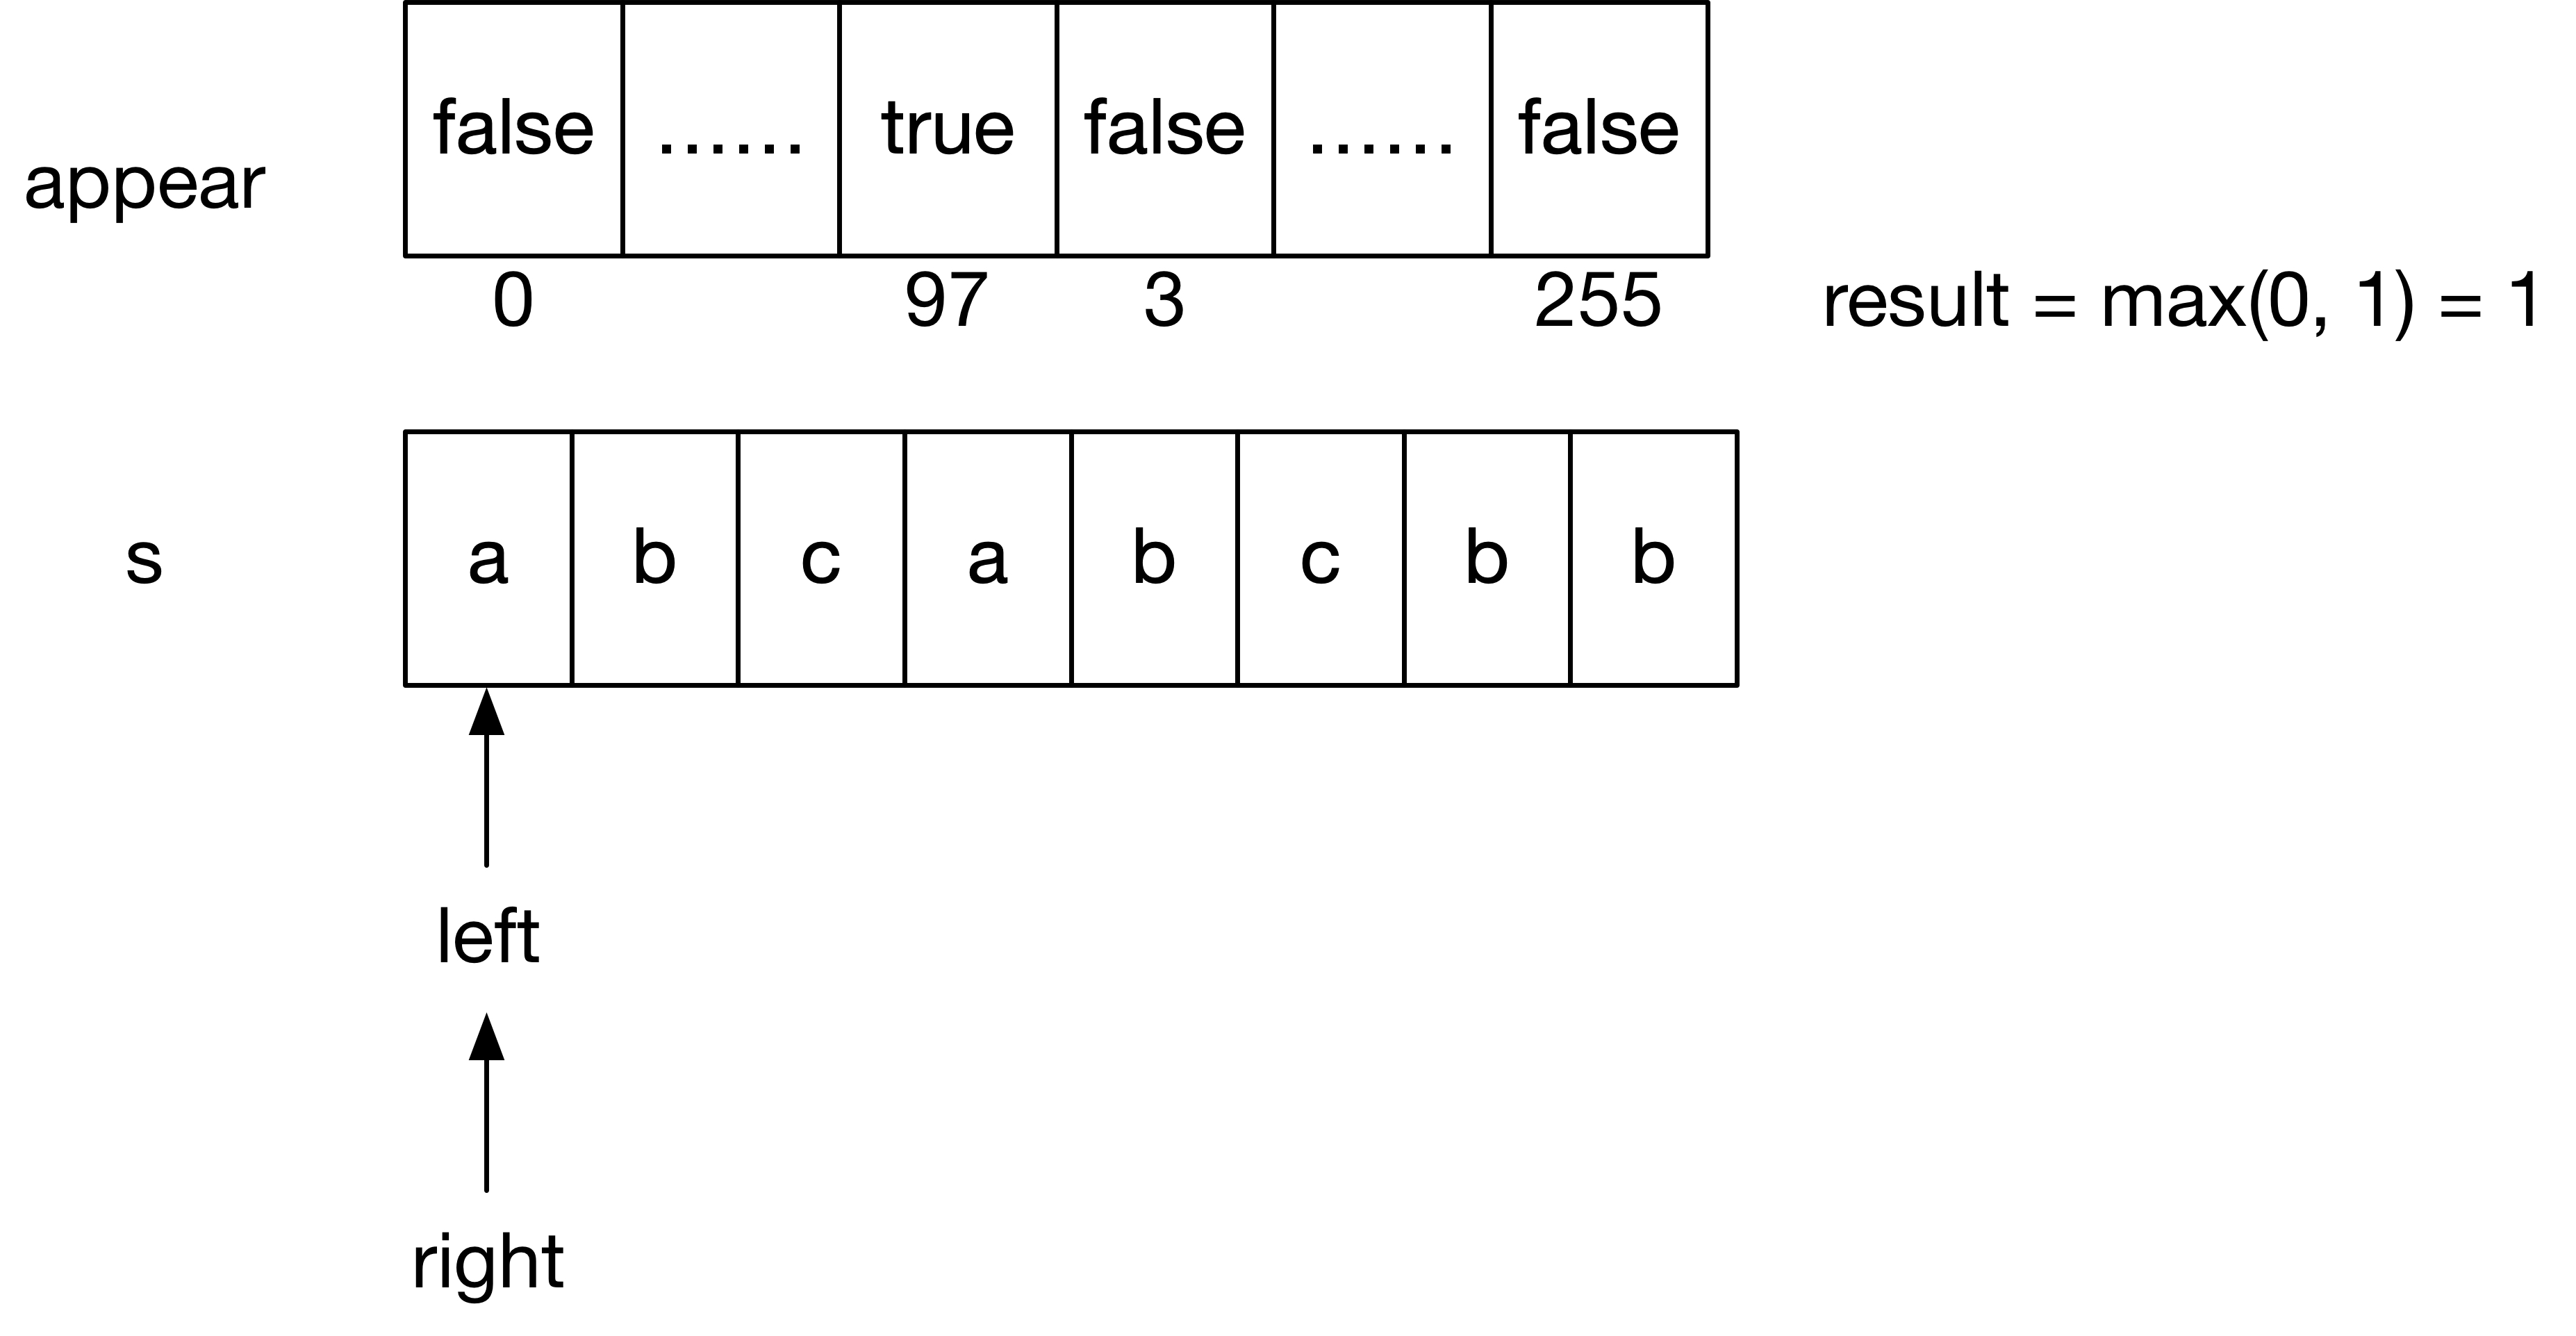 false ...... true false ...... false
appear
0 97 3 255 result = max(0, 1) = 1
s a b c a b c b b
left
right